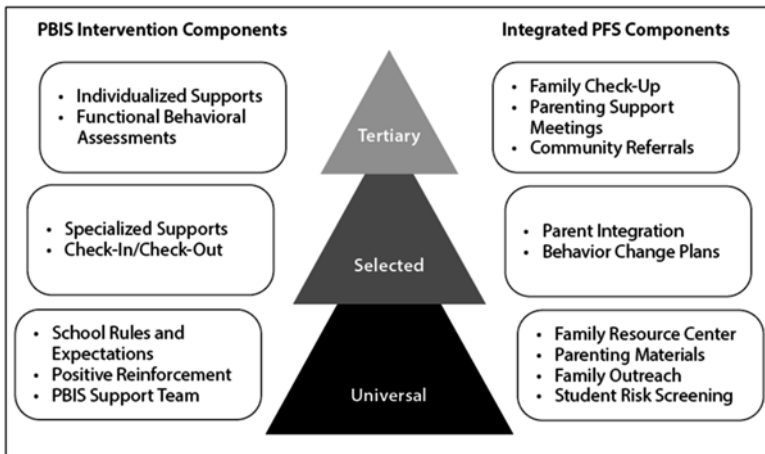 PBIS Intervention Components
Integrated PFS Components
• Individualized Supports
• Functional Behavioral
Assessments
Tertiary
• Family Check-Up
• Parenting Support
Meetings
• Community Referrals
• Specialized Supports
• Check-In/Check-Out
Selected
• Parent Integration
• Behavior Change Plans
• School Rules and
Expectations
• Positive Reinforcement
• PBIS Support Team
Universal
• Family Resource Center
• Parenting Materials
• Family Outreach
• Student Risk Screening